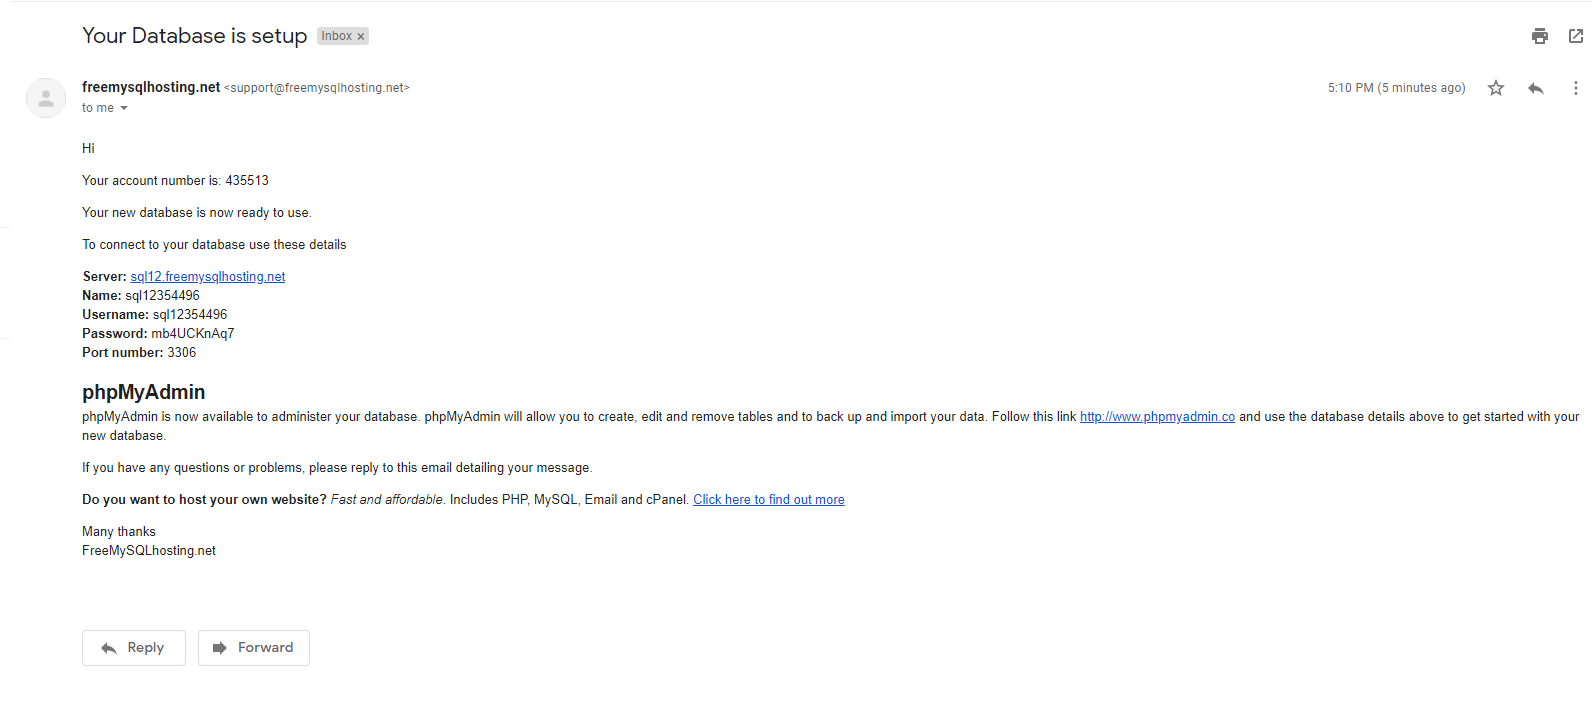 Your Database is setup Inbox x
freemysqlhosting.net <support@freemysqlhosting.net> 5:10 PM (5 minutes ago)
to me
Hi
Your account number is: 435513
Your new database is now ready to use.
To connect to your database use these details
Server: sql12.freemysqlhosting.net
Name: sql12354496
Username: sql12354496
Password: mb4UCKnAq7
Port number: 3306
phpMyAdmin
phpMyAdmin is now available to administer your database. phpMyAdmin will allow you to create, edit and remove tables and to back up and import your data. Follow this link http://www.phpmyadmin.co and use the database details above to get started with your
new database.
If you have any questions or problems, please reply to this email detailing your message.
Do you want to host your own website? Fast and affordable. Includes PHP, MySQL, Email and cPanel. Click here to find out more
Many thanks
FreeMySQLhosting.net
Reply Forward